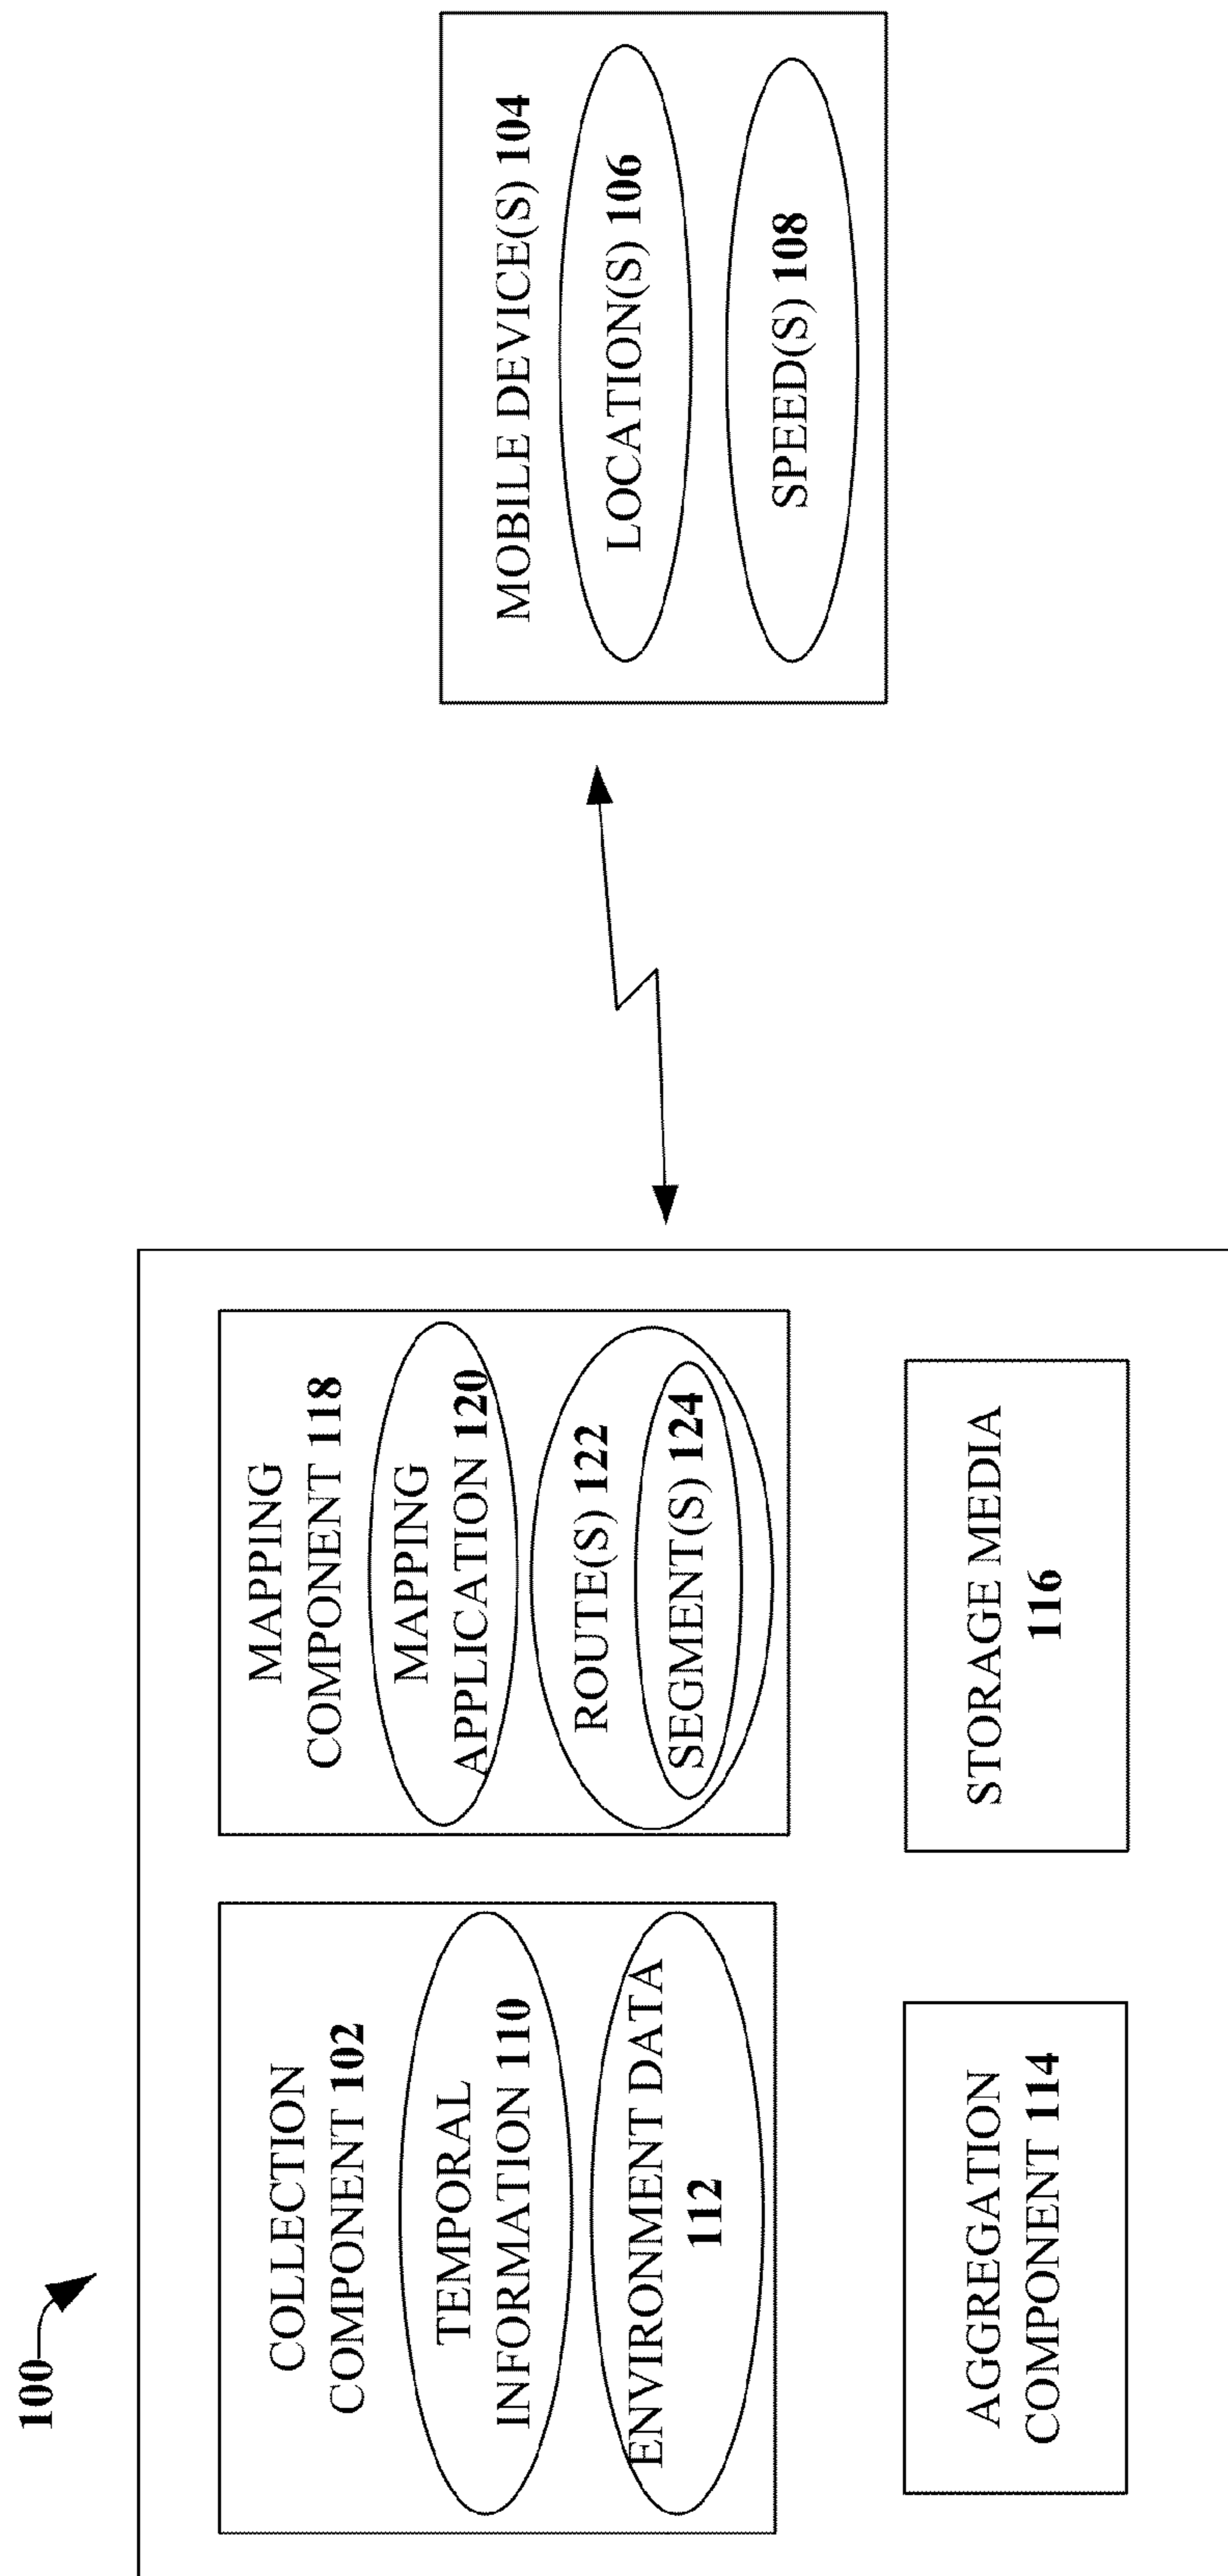 100
COLLECTION
COMPONENT 102
TEMPORAL
INFORMATION 110
ENVIRONMENT DATA
112
MAPPING
COMPONENT 118
MAPPING
APPLICATION 120
ROUTE(S) 122
SEGMENT(S) 124
AGGREGATION
COMPONENT 114
STORAGE MEDIA
116
MOBILE DEVICE(S) 104
LOCATION(S) 106
SPEED(S) 108